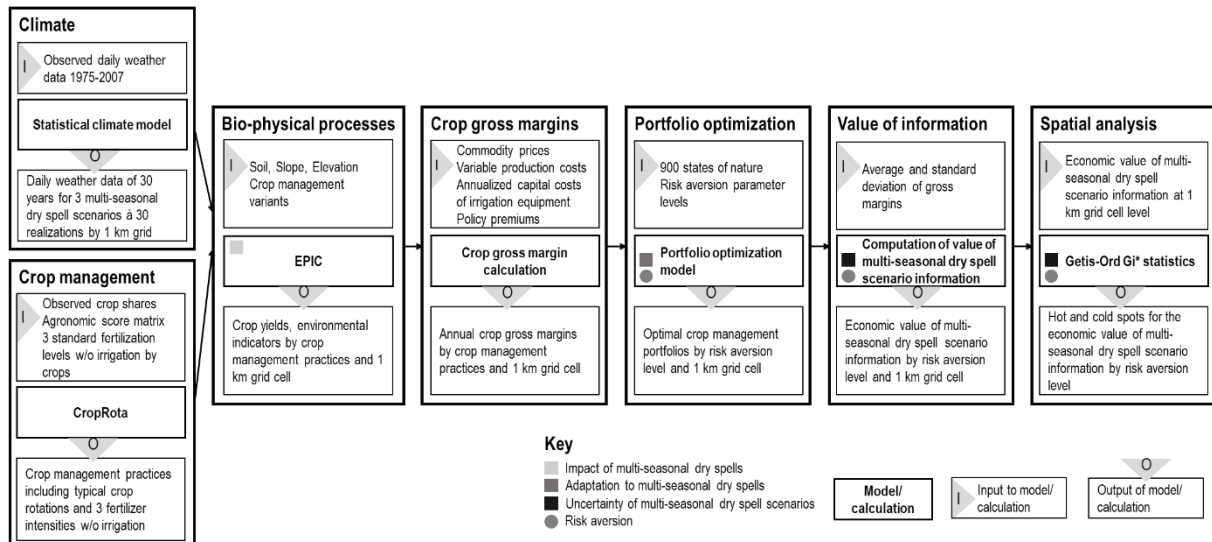 Climate
I
Observed daily weather
data 1975-2007
Statistical climate model
O
Daily weather data of 30
years for 3 multi-seasonal
dry spell scenarios à 30
realizations by 1 km grid
Crop management
I
Observed crop shares
Agronomic score matrix
3 standard fertilization
levels w/o irrigation by
crops
CropRota
O
Crop management practices
including typical crop
rotations and 3 fertilizer
intensities w/o irrigation
Bio-physical processes
I
Soil, Slope, Elevation
Crop management
variants
EPIC
O
Crop yields, environmental
indicators by crop
management practices and 1
km grid cell
Crop gross margins
I
Commodity prices
Variable production costs
Annualized capital costs
of irrigation equipment
Policy premiums
Crop gross margin
calculation
O
Annual crop gross margins
by crop management
practices and 1 km grid cell
Portfolio optimization
I
900 states of nature
Risk aversion parameter
levels
Portfolio optimization
model
O
Optimal crop management
portfolios by risk aversion
level and 1 km grid cell
Value of information
I
Average and standard
deviation of gross
margins
Computation of value of
multi-seasonal dry spell
scenario information
O
Economic value of multi-
seasonal dry spell scenario
information by risk aversion
level and 1 km grid cell
Spatial analysis
I
Economic value of multi-
seasonal dry spell
scenario information at 1
km grid cell level
Getis-Ord Gi* statistics
O
Hot and cold spots for the
economic value of multi-
seasonal dry spell scenario
information by risk aversion
level
Key
Impact of multi-seasonal dry spells
Adaptation to multi-seasonal dry spells
Uncertainty of multi-seasonal dry spell scenarios
Risk aversion
Model/
calculation
I
Input to model/
calculation
O
Output of model/
calculation